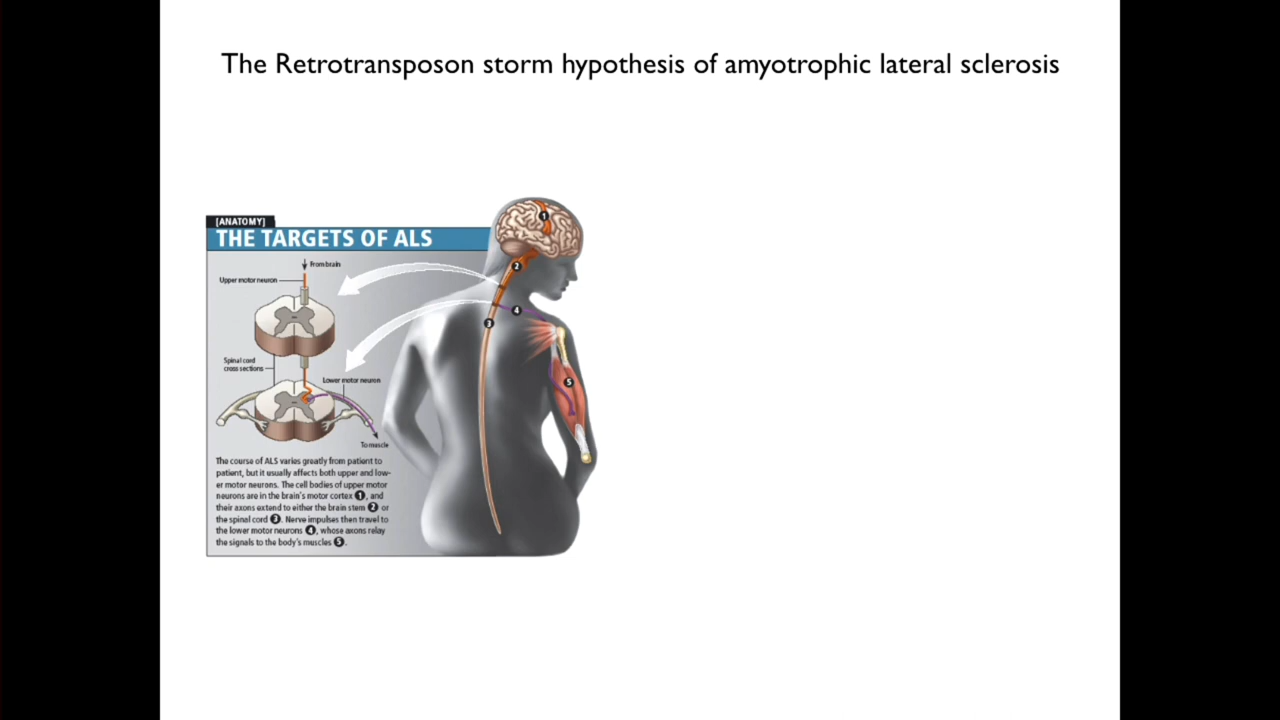 The Retrotransposon storm hypothesis of amyotrophic lateral sclerosis
[ANATOMY]
THE TARGETS OF ALS
From brain
Upper motor neuron
Spinal cord
cross sections
Lower motor neuron
To muscle
The course of ALS varies greatly from patient to
patient, but it usually affects both upper and low-
er motor neurons. The cell bodies of upper motor
neurons are in the brain's motor cortex 1, and
their axons extend to either the brain stem 2 or
the spinal cord 3. Nerve impulses then travel to
the lower motor neurons 4, whose axons relay
the signals to the body's muscles 5.
1
2
4
3
5